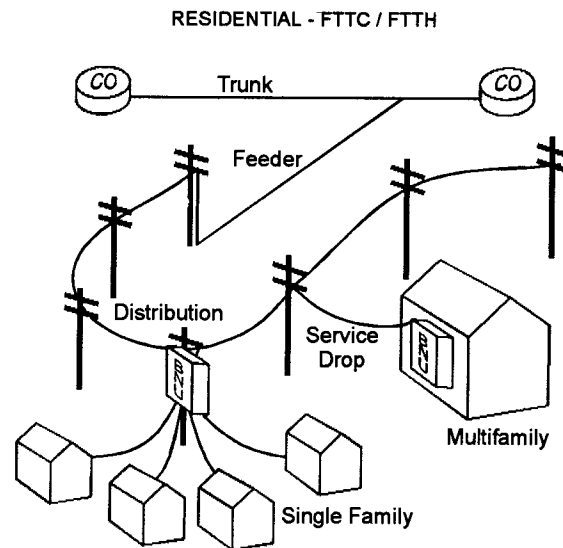 RESIDENTIAL - FTTC / FTTH
CO
CO
Trunk
Feeder
Distribution
Service
Drop
Multifamily
Single Family